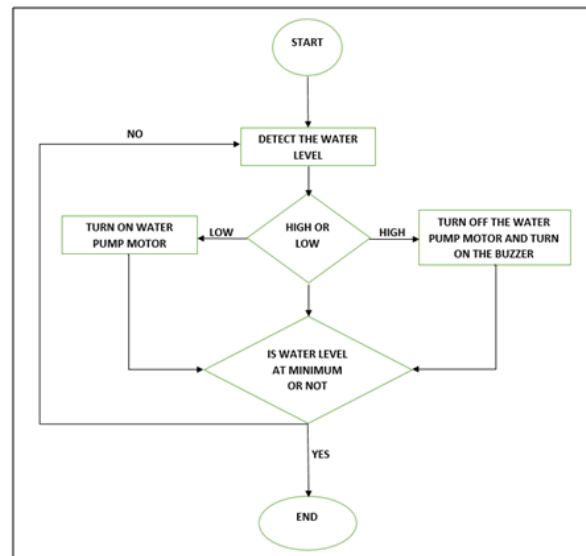 START
NO
DETECT THE WATER
LEVEL
TURN ON WATER
PUMP MOTOR
LOW
HIGH OR
LOW
HIGH
TURN OFF THE WATER
PUMP MOTOR AND TURN
ON THE BUZZER
IS WATER LEVEL
AT MINIMUM
OR NOT
YES
END